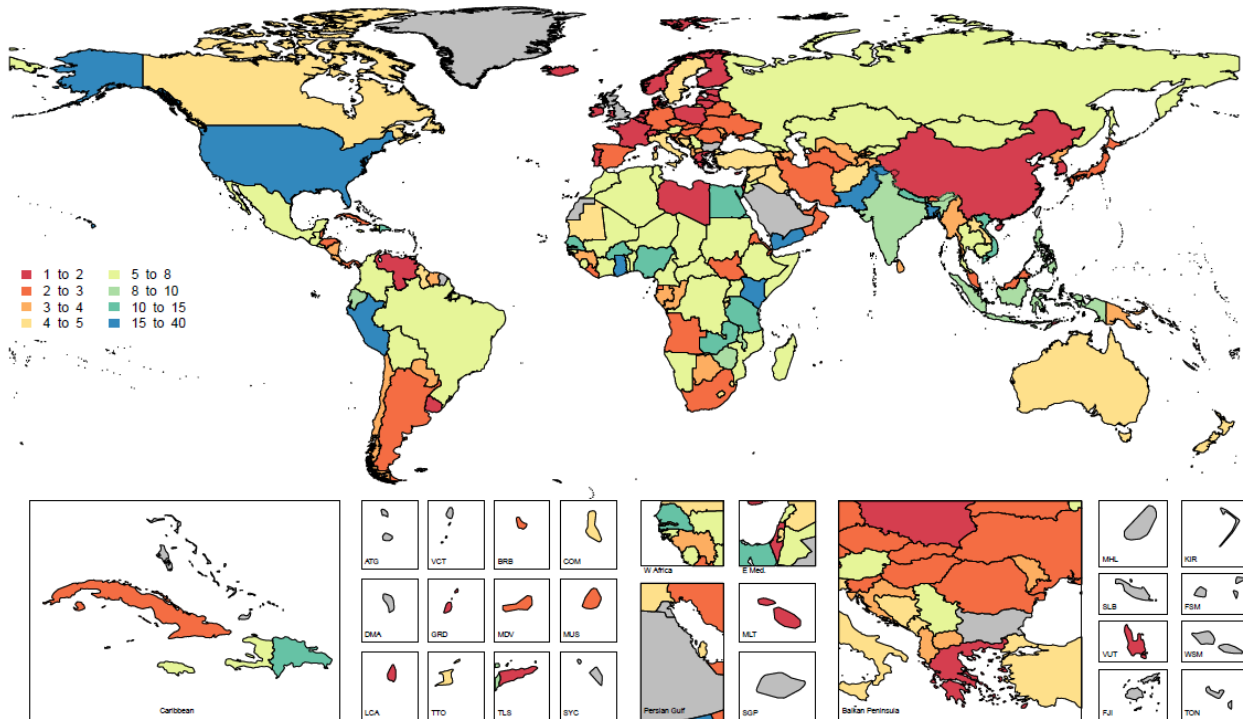 1 to 2
2 to 3
3 to 4
4 to 5
5 to 8
8 to 10
10 to 15
15 to 40
Caribbean
ATG
VCT
BRB
COM
DMA
GRD
MDV
MUS
LCA
TTO
TLS
SYC
W Africa
E Med.
Persian Gulf
MLT
SGP
Balkan Peninsula
MHL
KIR
SLB
FSM
VUT
WSM
FJI
TON